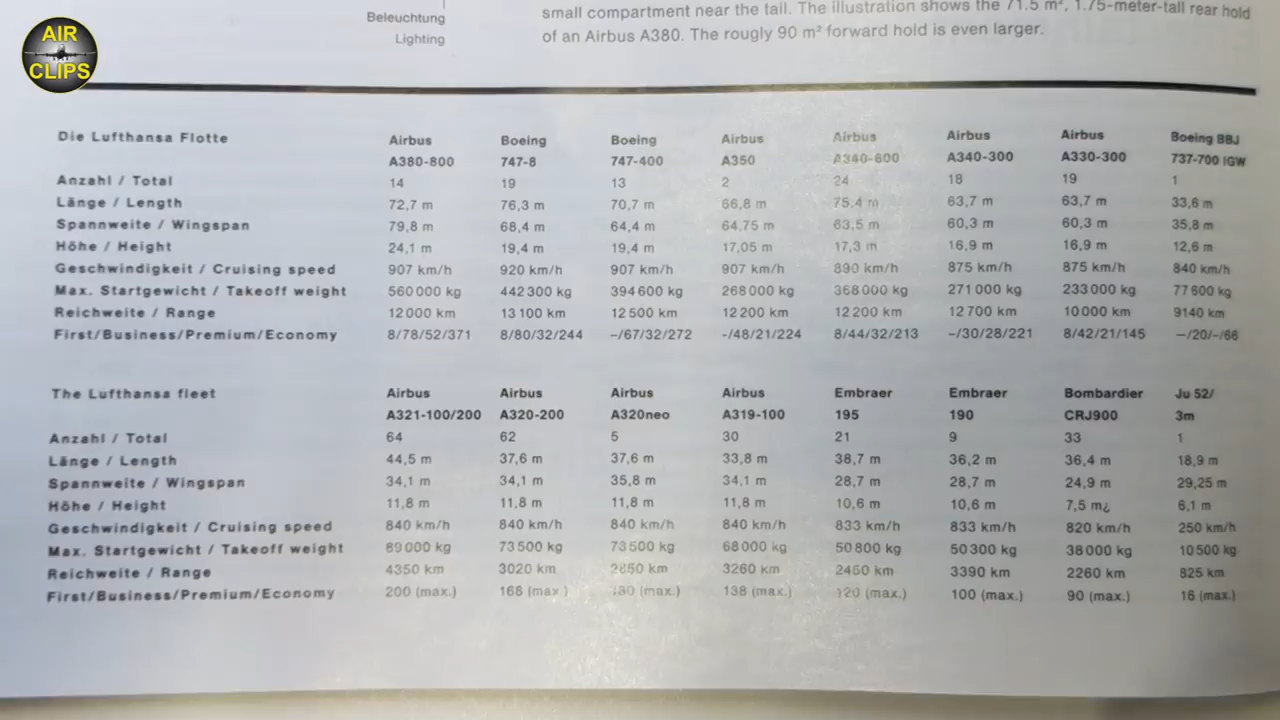 AIR
CLIPS
Beleuchtung
Lighting
small compartment near the tail. The illustration shows the 71.5 m², 1.75-meter-tall rear hold
of an Airbus A380. The roughly 90 m² forward hold is even larger.
Die Lufthansa Flotte Airbus Boeing Boeing Airbus Airbus Airbus Airbus Boeing BBJ
A380-800 747-8 747-400 A350 A340-600 A340-300 A330-300 737-700 IGW
Anzahl / Total 14 19 13 2 24 18 19 1
Länge / Length 72,7 m 76,3 m 70,7 m 66,8 m 75.4 m 63,7 m 63,7 m 33,6 m
Spannweite / Wingspan 79,8 m 68,4 m 64,4 m 64,75 m 63.5 m 60,3 m 60,3 m 35,8 m
Höhe / Height 24,1 m 19,4 m 19,4 m 17,05 m 17,3 m 16,9 m 16,9 m 12,6 m
Geschwindigkeit / Cruising speed 907 km/h 920 km/h 907 km/h 907 km/h 890 km/h 875 km/h 875 km/h 840 km/h
Max. Startgewicht / Takeoff weight 560 000 kg 442 300 kg 394 600 kg 268 000 kg 368 000 kg 271 000 kg 233 000 kg 77 600 kg
Reichweite / Range 12 000 km 13 100 km 12 500 km 12 200 km 12 200 km 12 700 km 10 000 km 9140 km
First/Business/Premium/Economy 8/78/52/371 8/80/32/244 –/67/32/272 -/48/21/224 8/44/32/213 –/30/28/221 8/42/21/145 –/20/-/66
The Lufthansa fleet Airbus Airbus Airbus Airbus Embraer Embraer Bombardier Ju 52/
A321-100/200 A320-200 A320neo A319-100 195 190 CRJ900 3m
Anzahl / Total 64 62 5 30 21 9 33 1
Länge / Length 44,5 m 37,6 m 37,6 m 33,8 m 38,7 m 36,2 m 36,4 m 18,9 m
Spannweite / Wingspan 34,1 m 34,1 m 35,8 m 34,1 m 28,7 m 28,7 m 24,9 m 29,25 m
Höhe / Height 11,8 m 11,8 m 11,8 m 11,8 m 10,6 m 10,6 m 7,5 m¿ 6,1 m
Geschwindigkeit / Cruising speed 840 km/h 840 km/h 840 km/h 840 km/h 833 km/h 833 km/h 820 km/h 250 km/h
Max. Startgewicht / Takeoff weight 89 000 kg 73 500 kg 73 500 kg 68 000 kg 50 800 kg 50 300 kg 38 000 kg 10 500 kg
Reichweite / Range 4350 km 3020 km km 3260 km 2450 km 3390 km 2260 km 825 km
First/Business/Premium/Economy 200 (max.) 168 (max.) (max.) 138 (max.) 120 (max.) 100 (max.) 90 (max.) 16 (max.)